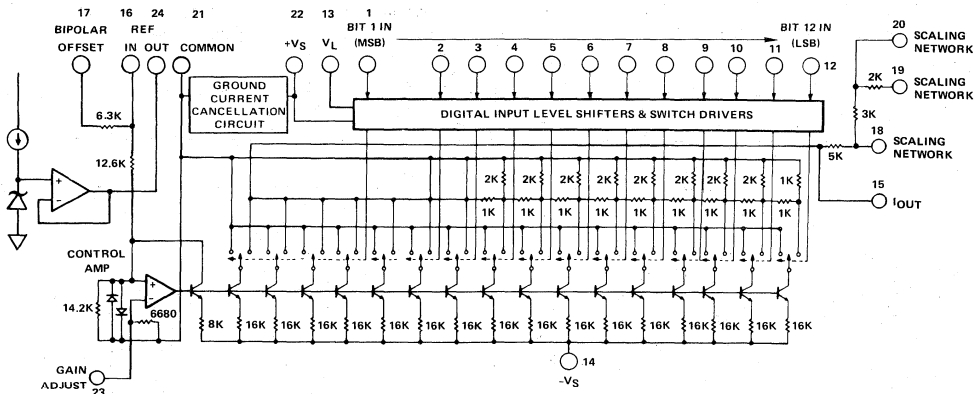 17
BIPOLAR
OFFSET
16
REF
IN
24
OUT
21
COMMON
22
+VS
13
VL
1
BIT 1 IN
(MSB)
2
3
4
5
6
7
8
9
10
11
BIT 12 IN
(LSB)
12
20
SCALING
NETWORK
19
SCALING
NETWORK
2K
3K
18
SCALING
NETWORK
5K
15
IOUT
GROUND
CURRENT
CANCELLATION
CIRCUIT
DIGITAL INPUT LEVEL SHIFTERS & SWITCH DRIVERS
6.3K
12.6K
2K 2K 2K 2K 2K 2K 2K 2K 1K
1K 1K 1K 1K 1K 1K 1K 1K
+
-
CONTROL
AMP
+
-
14.2K
6680
8K 16K 16K 16K 16K 16K 16K 16K 16K 16K 16K 16K 16K 16K 16K 16K 16K
14
-VS
GAIN
ADJUST
23